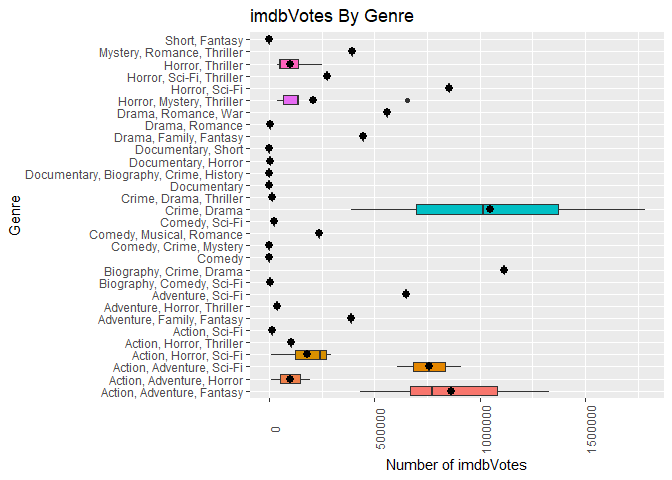 imdbVotes By Genre
Short, Fantasy
Mystery, Romance, Thriller
Horror, Thriller
Horror, Sci-Fi, Thriller
Horror, Sci-Fi
Horror, Mystery, Thriller
Drama, Romance, War
Drama, Romance
Drama, Family, Fantasy
Documentary, Short
Documentary, Horror
Documentary, Biography, Crime, History
Documentary
Crime, Drama, Thriller
Crime, Drama
Comedy, Sci-Fi
Comedy, Musical, Romance
Comedy, Crime, Mystery
Comedy
Biography, Crime, Drama
Biography, Comedy, Sci-Fi
Adventure, Sci-Fi
Adventure, Horror, Thriller
Adventure, Family, Fantasy
Action, Sci-Fi
Action, Horror, Thriller
Action, Horror, Sci-Fi
Action, Adventure, Sci-Fi
Action, Adventure, Horror
Action, Adventure, Fantasy
Genre
0
500000
1000000
1500000
Number of imdbVotes